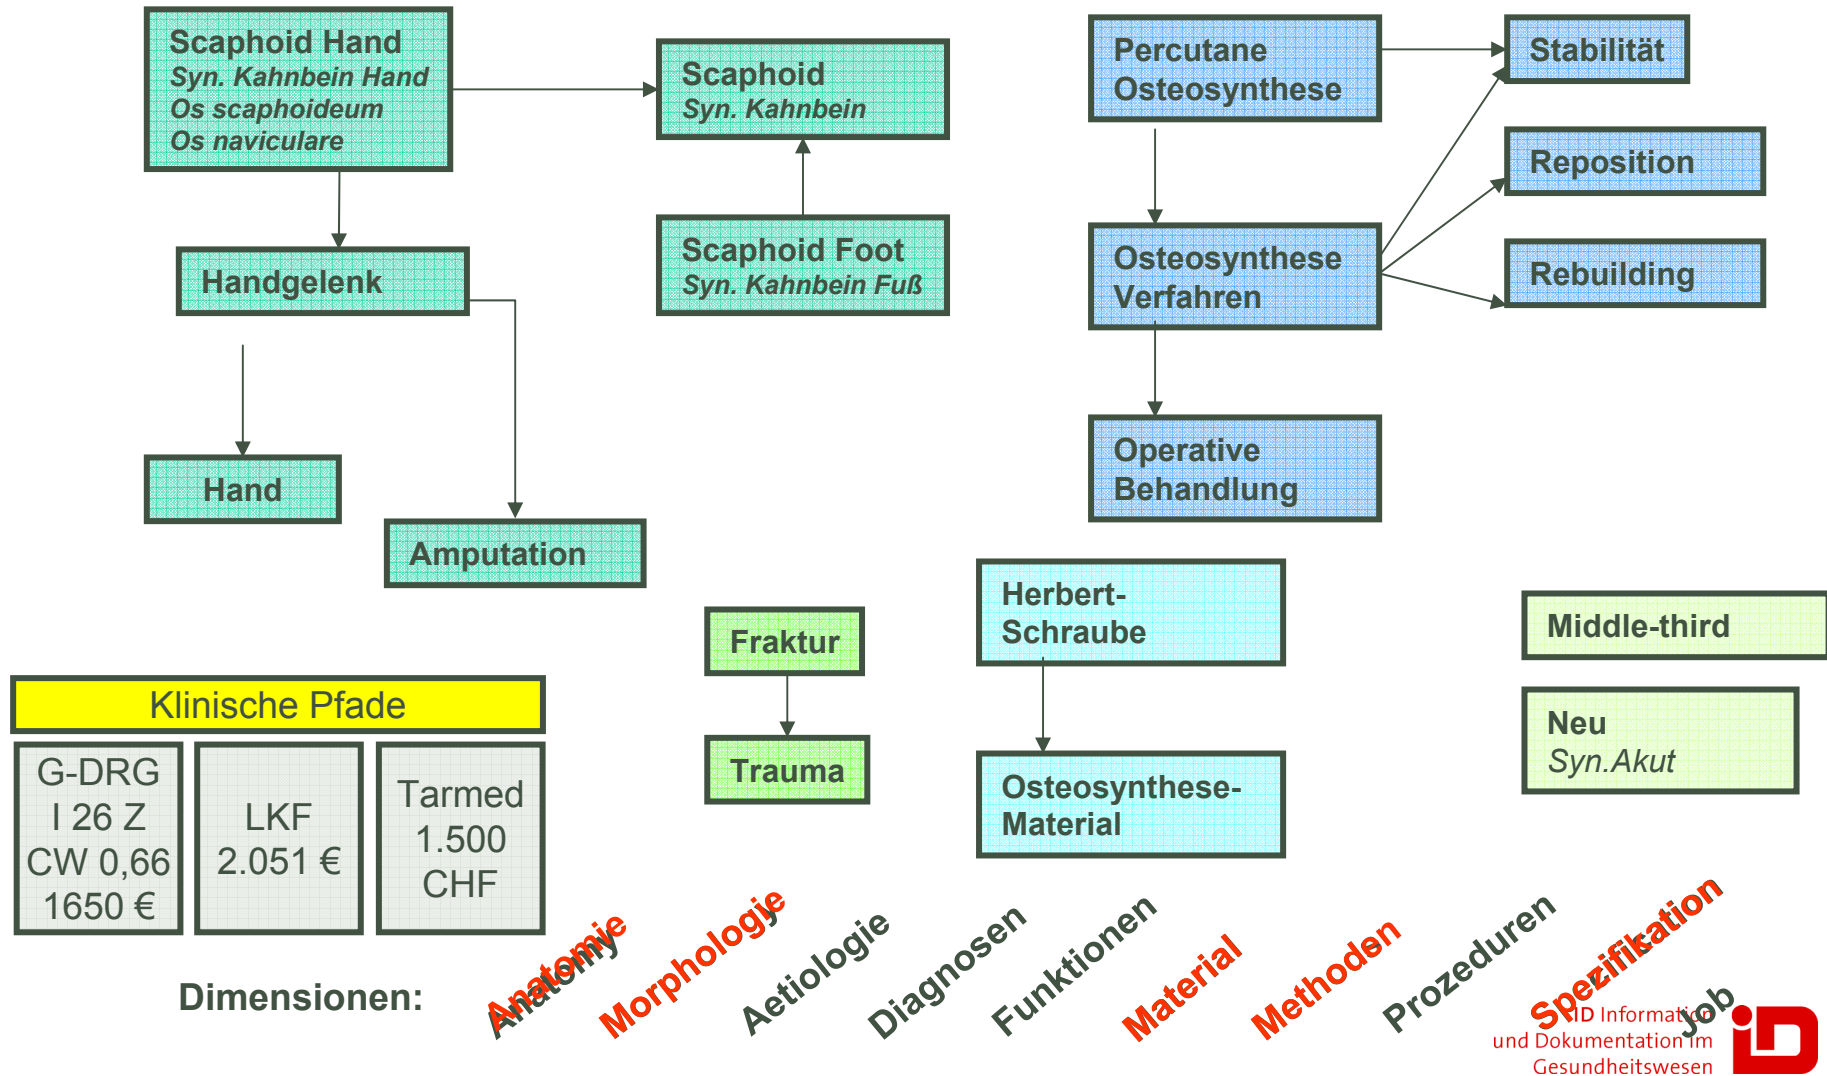 Scaphoid Hand
Syn. Kahnbein Hand
Os scaphoideum
Os naviculare
Scaphoid
Syn. Kahnbein
Percutane
Osteosynthese
Stabilität
Reposition
Handgelenk
Scaphoid Foot
Syn. Kahnbein Fuß
Osteosynthese
Verfahren
Rebuilding
Hand
Amputation
Operative
Behandlung
Herbert-
Schraube
Fraktur
Trauma
Osteosynthese-
Material
Middle-third
Neu
Syn.Akut
Klinische Pfade
G-DRG
I 26 Z
CW 0,66
1650 €
LKF
2.051 €
Tarmed
1.500
CHF
Dimensionen:
Anatomie
Anatomy
Morphologie
Aetiologie
Diagnosen
Funktionen
Material
Methoden
Prozeduren
Spezifikation
Job
ID Information
und Dokumentation im
Gesundheitswesen
iD